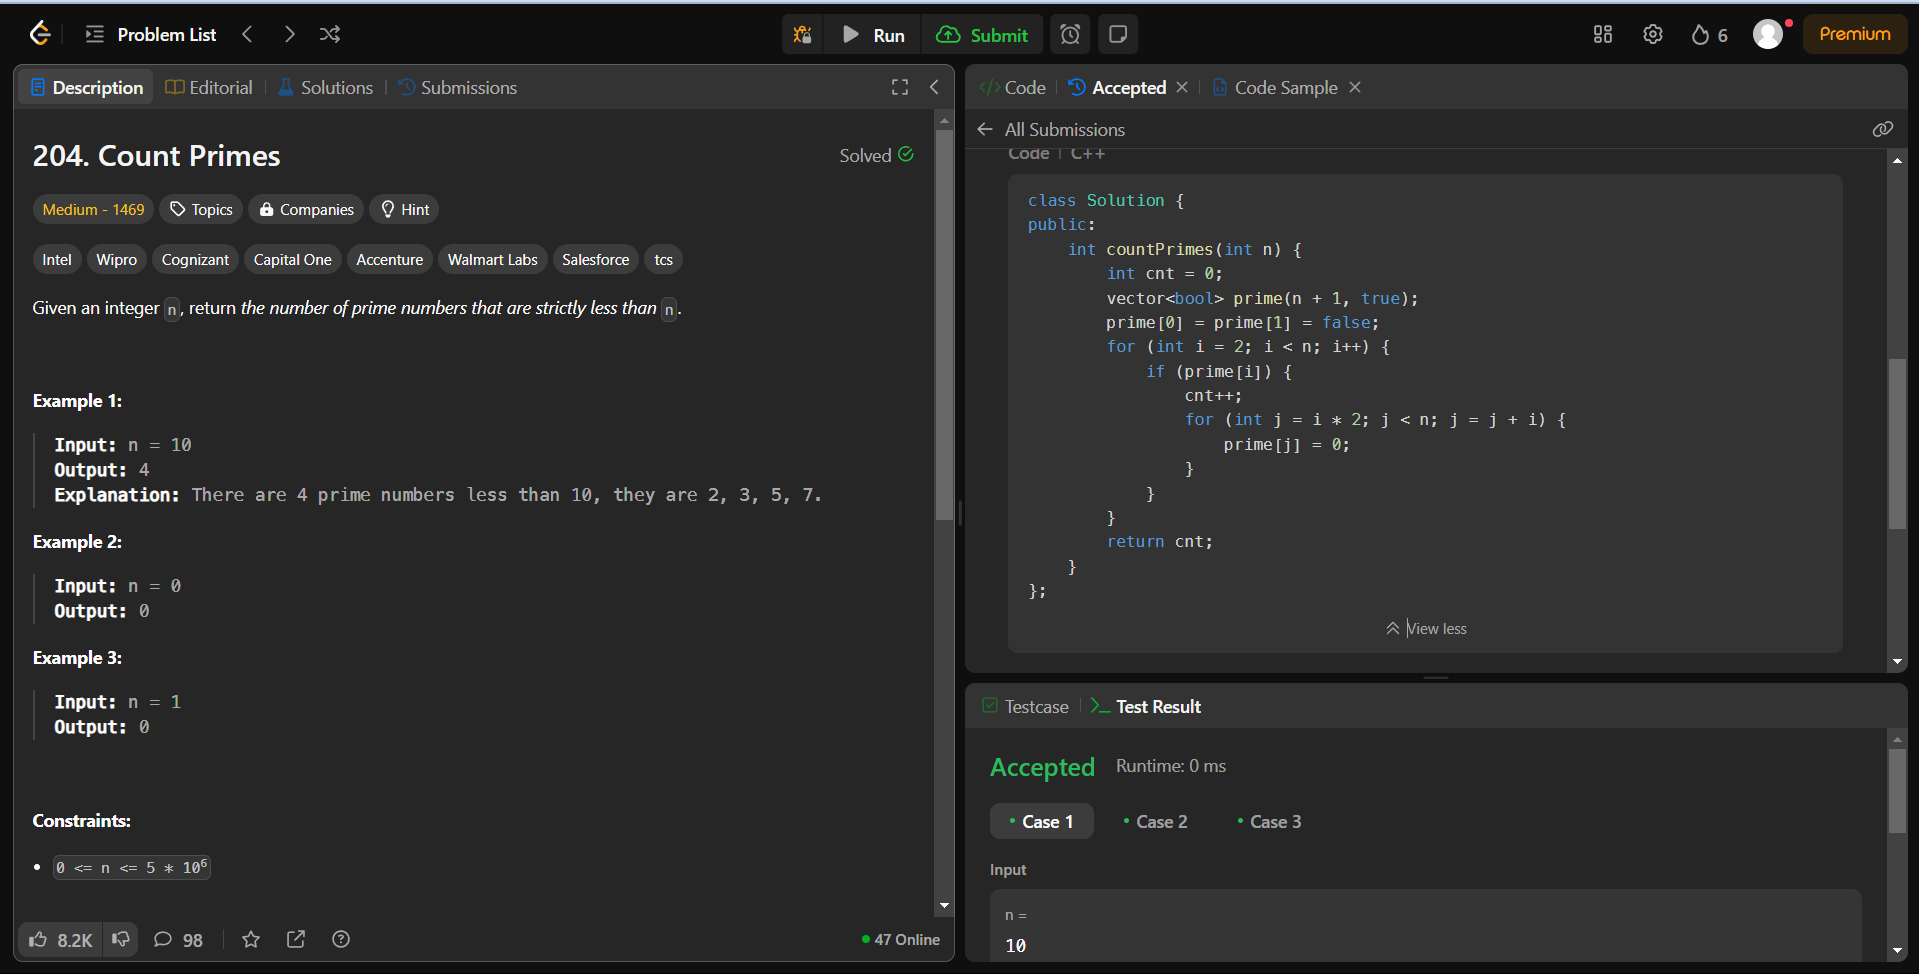 Problem List
Run
Submit
6
Premium
Description
Editorial
Solutions
Submissions
204. Count Primes
Solved
Medium - 1469
Topics
Companies
Hint
Intel
Wipro
Cognizant
Capital One
Accenture
Walmart Labs
Salesforce
tcs
Given an integer n, return the number of prime numbers that are strictly less than n.
Example 1:
Input: n = 10
Output: 4
Explanation: There are 4 prime numbers less than 10, they are 2, 3, 5, 7.
Example 2:
Input: n = 0
Output: 0
Example 3:
Input: n = 1
Output: 0
Constraints:
0 <= n <= 5 * 10⁶
8.2K
98
47 Online
Code
Accepted
Code Sample
All Submissions
Code
C++
class Solution {
public:
    int countPrimes(int n) {
        int cnt = 0;
        vector<bool> prime(n + 1, true);
        prime[0] = prime[1] = false;
        for (int i = 2; i < n; i++) {
            if (prime[i]) {
                cnt++;
                for (int j = i * 2; j < n; j = j + i) {
                    prime[j] = 0;
                }
            }
        }
        return cnt;
    }
};
View less
Testcase
Test Result
Accepted
Runtime: 0 ms
Case 1
Case 2
Case 3
Input
n =
10